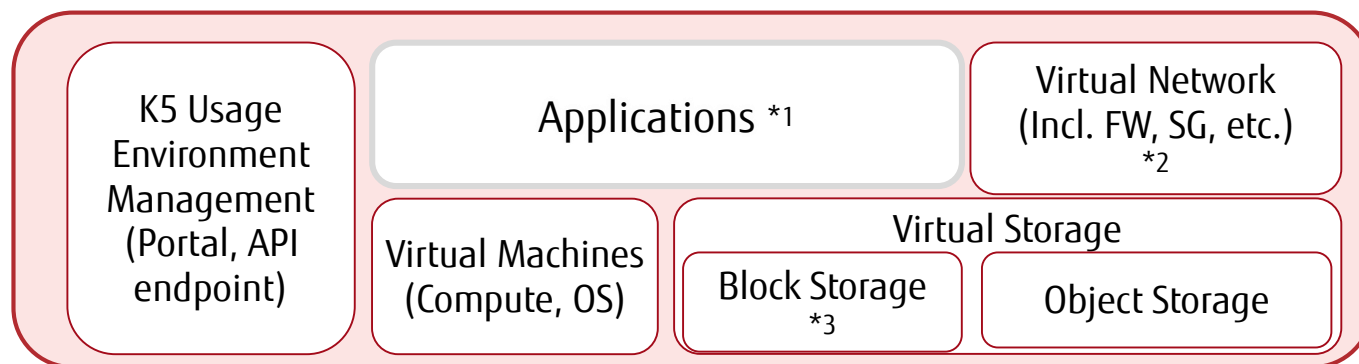 K5 Usage
Environment
Management
(Portal, API
endpoint)
Applications *1
Virtual Network
(Incl. FW, SG, etc.)
*2
Virtual Machines
(Compute, OS)
Virtual Storage
Block Storage
*3
Object Storage